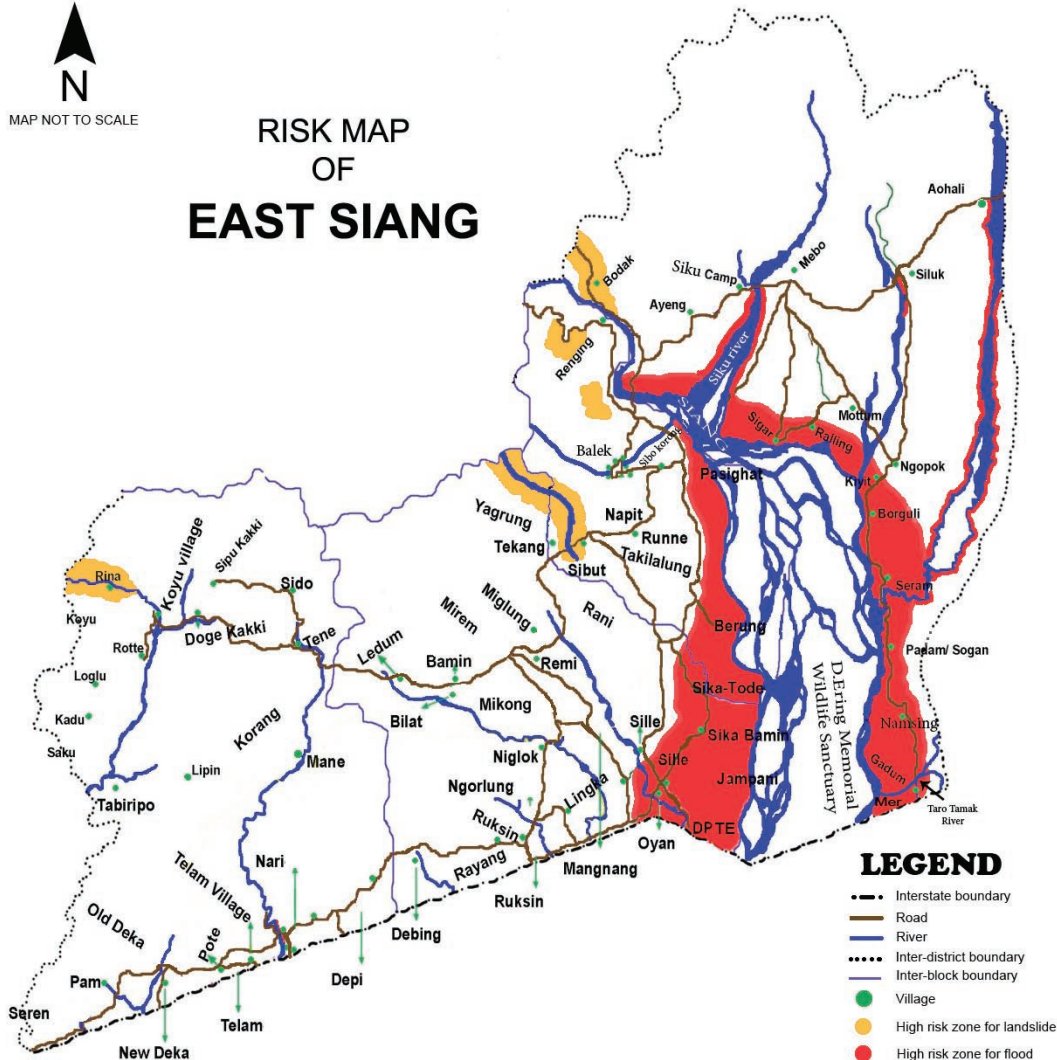 N
MAP NOT TO SCALE
RISK MAP
OF
EAST SIANG
Aohali
Mebo
Siku Camp
Siluk
Bodak
Ayeng
Renging
Siku river
Mottum
Sigar
Ralling
Balek
Sibo korong
Ngopok
Pasighat
Kiyit
Napit
Borguli
Yagrung
Runne
Tekang
Takilalung
Sibut
Sipu Kakki
Koyu village
Rina
Sido
Seram
Miglung
Rani
Koyu
Doge Kakki
Mirem
Berung
Rotte
Tene
Ledum
Bamin
Remi
Padam/ Sogan
Loglu
Sika-Tode
D.Ering Memorial
Wildlife Sanctuary
Mikong
Kadu
Bilat
Korang
Sille
Namsing
Sika Bamin
Saku
Mane
Niglok
Sille
Lipin
Jampani
Gadum
Tabiripo
Ngorlung
Lingka
Mer
Taro Tamak
River
Ruksin
DPTE
Nari
Oyan
Telam Village
Rayang
Mangnang
Ruksin
Old Deka
Pote
Debing
Depi
Pam
Seren
Telam
New Deka
LEGEND
Interstate boundary
Road
River
Inter-district boundary
Inter-block boundary
Village
High risk zone for landslide
High risk zone for flood